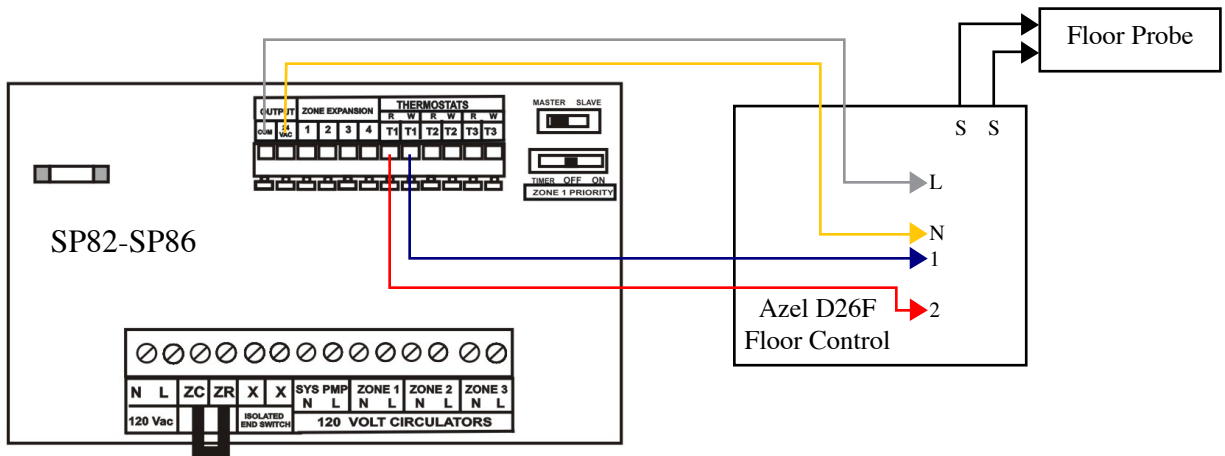 Floor Probe
OUTPUT ZONE EXPANSION THERMOSTATS
R W R W R W
COM 24 VAC 1 2 3 4 T1 T1 T2 T2 T3 T3
MASTER SLAVE
TIMER OFF ON
ZONE 1 PRIORITY
S S
L
N
1
2
SP82-SP86
Azel D26F
Floor Control
N L ZC ZR X X SYS PMP ZONE 1 ZONE 2 ZONE 3
N L N L N L N L
120 Vac ISOLATED END SWITCH 120 VOLT CIRCULATORS